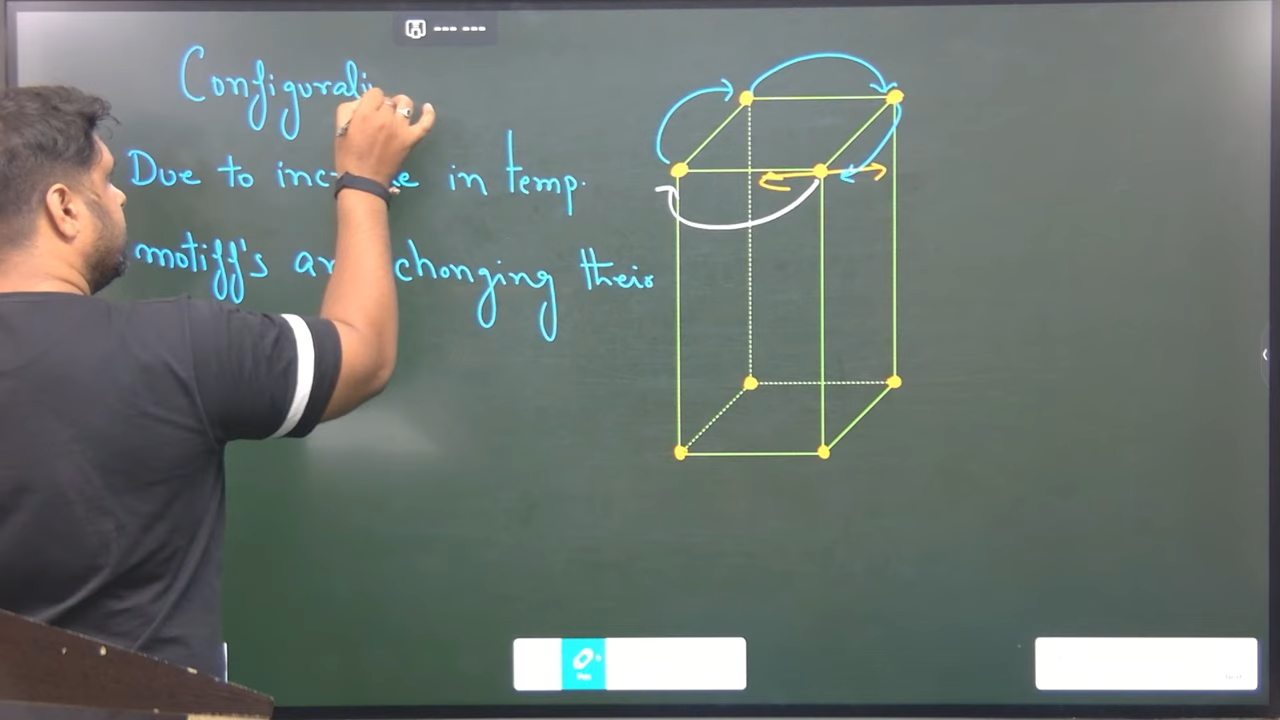 Configurati
Due to inc e in temp.
motiff's ar chonging their